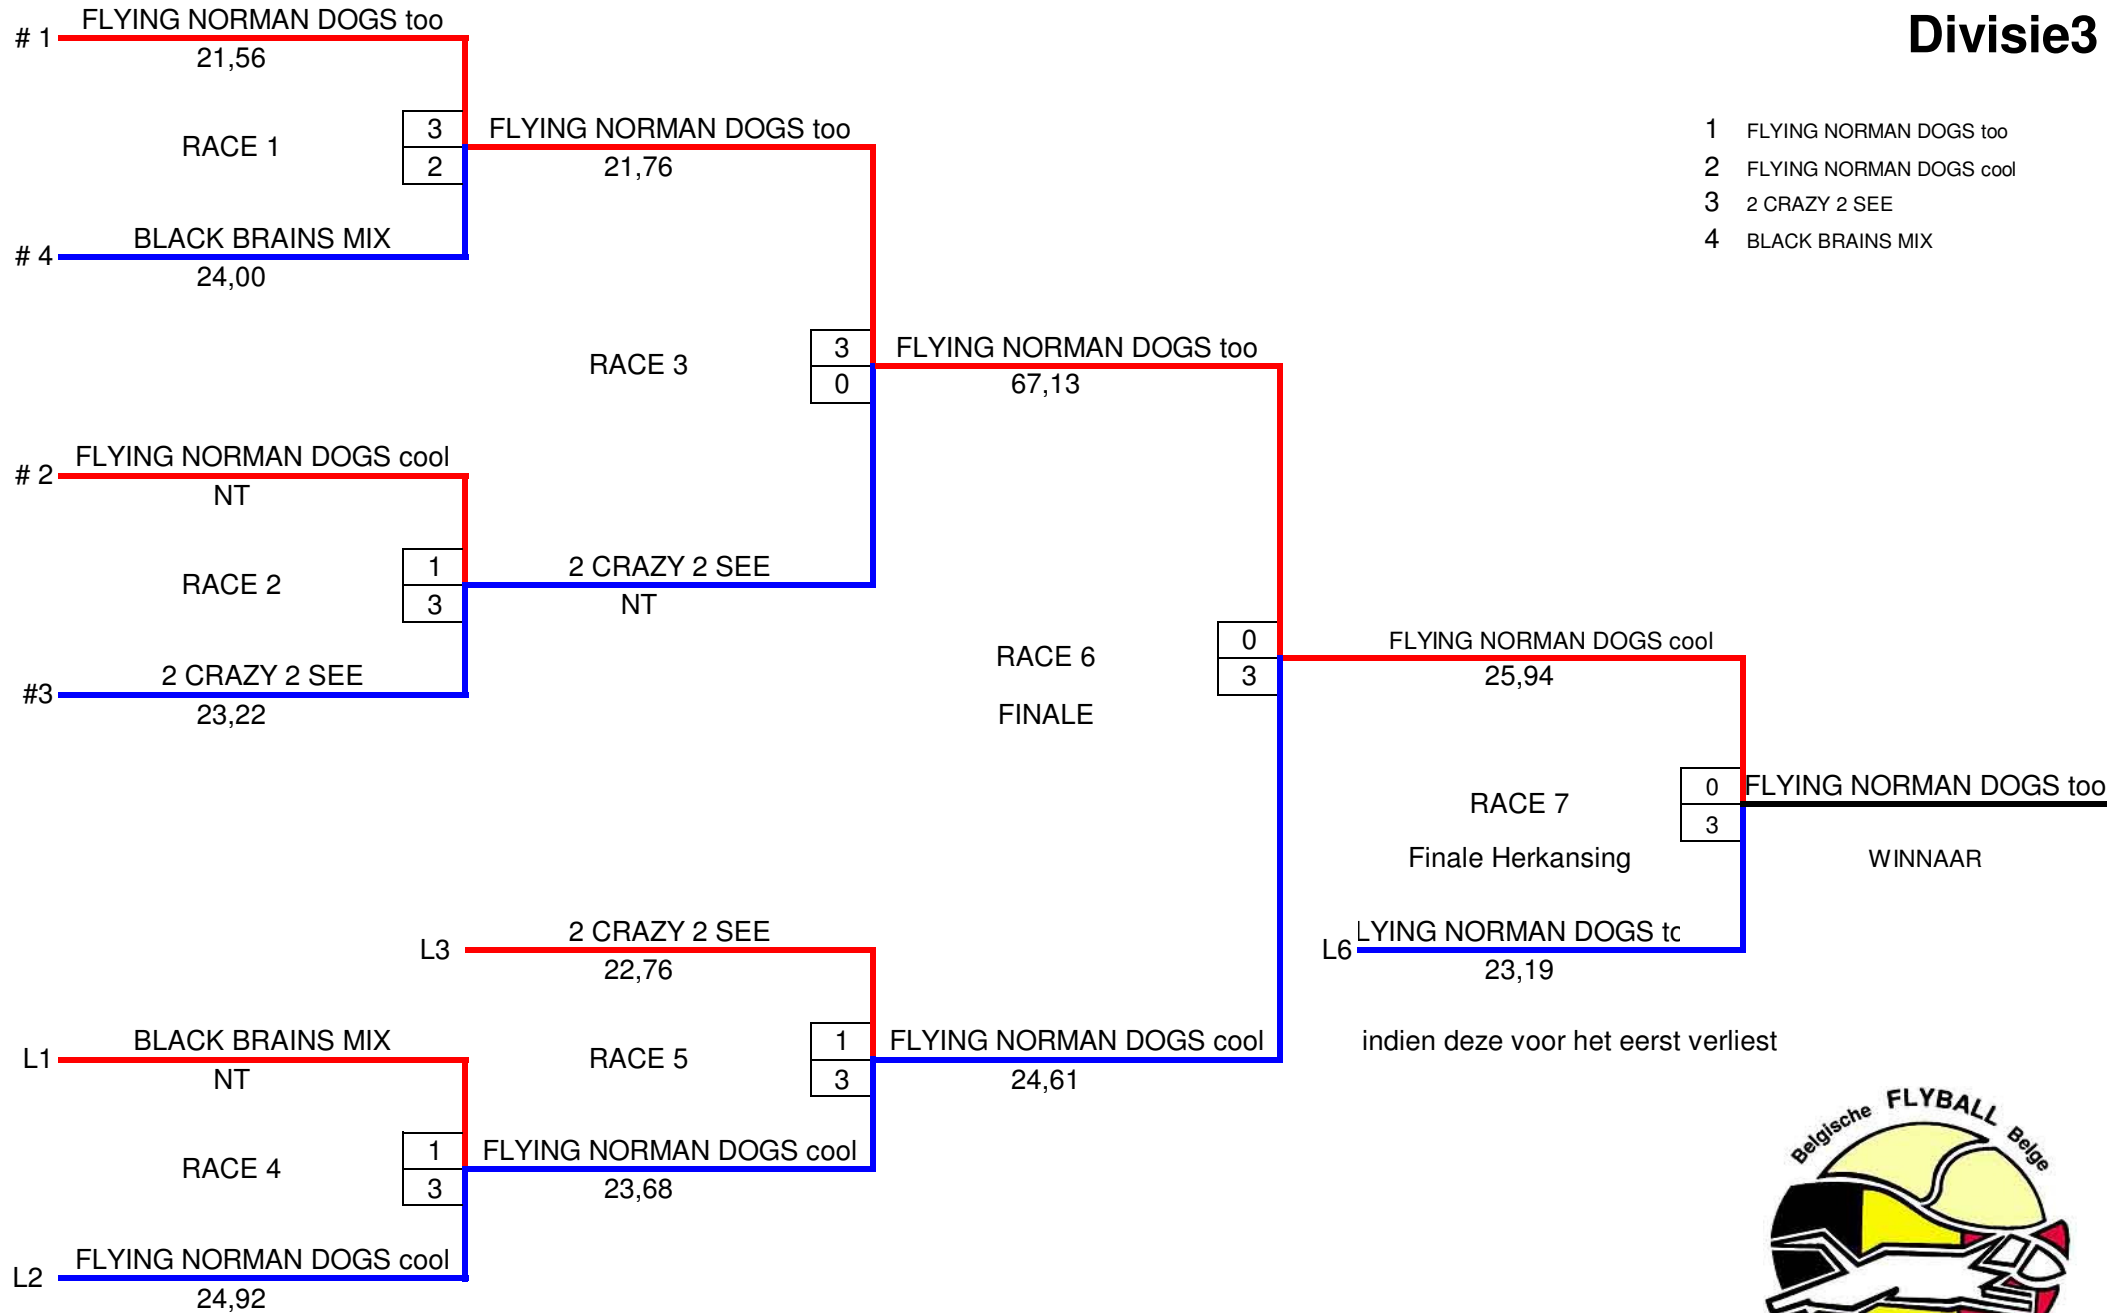 Divisie3
1 FLYING NORMAN DOGS too
2 FLYING NORMAN DOGS cool
3 2 CRAZY 2 SEE
4 BLACK BRAINS MIX
# 1 FLYING NORMAN DOGS too
21,56
RACE 1
3
2
# 4 BLACK BRAINS MIX
24,00
FLYING NORMAN DOGS too
21,76
RACE 3
3
0
# 2 FLYING NORMAN DOGS cool
NT
RACE 2
1
3
#3 2 CRAZY 2 SEE
23,22
2 CRAZY 2 SEE
NT
FLYING NORMAN DOGS too
67,13
RACE 6
FINALE
0
3
FLYING NORMAN DOGS cool
25,94
RACE 7
Finale Herkansing
0
3
FLYING NORMAN DOGS too
WINNAAR
L6 LYING NORMAN DOGS to
23,19
indien deze voor het eerst verliest
L3 2 CRAZY 2 SEE
22,76
RACE 5
1
3
FLYING NORMAN DOGS cool
24,61
L1 BLACK BRAINS MIX
NT
RACE 4
1
3
FLYING NORMAN DOGS cool
23,68
L2 FLYING NORMAN DOGS cool
24,92
Belgische FLYBALL Belge